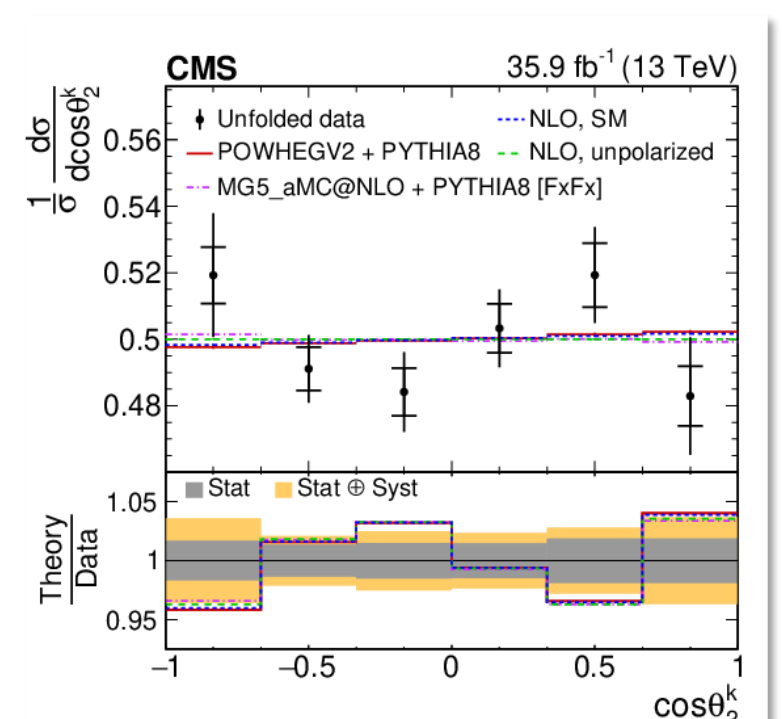 CMS 35.9 fb⁻¹ (13 TeV)
1/σ dσ/dcosθ₂ᵏ
Unfolded data
NLO, SM
POWHEGV2 + PYTHIA8
NLO, unpolarized
MG5_aMC@NLO + PYTHIA8 [FxFx]
0.56
0.54
0.52
0.5
0.48
Stat
Stat ⊕ Syst
Theory
Data
1.05
1
0.95
−1 −0.5 0 0.5 1
cosθ₂ᵏ